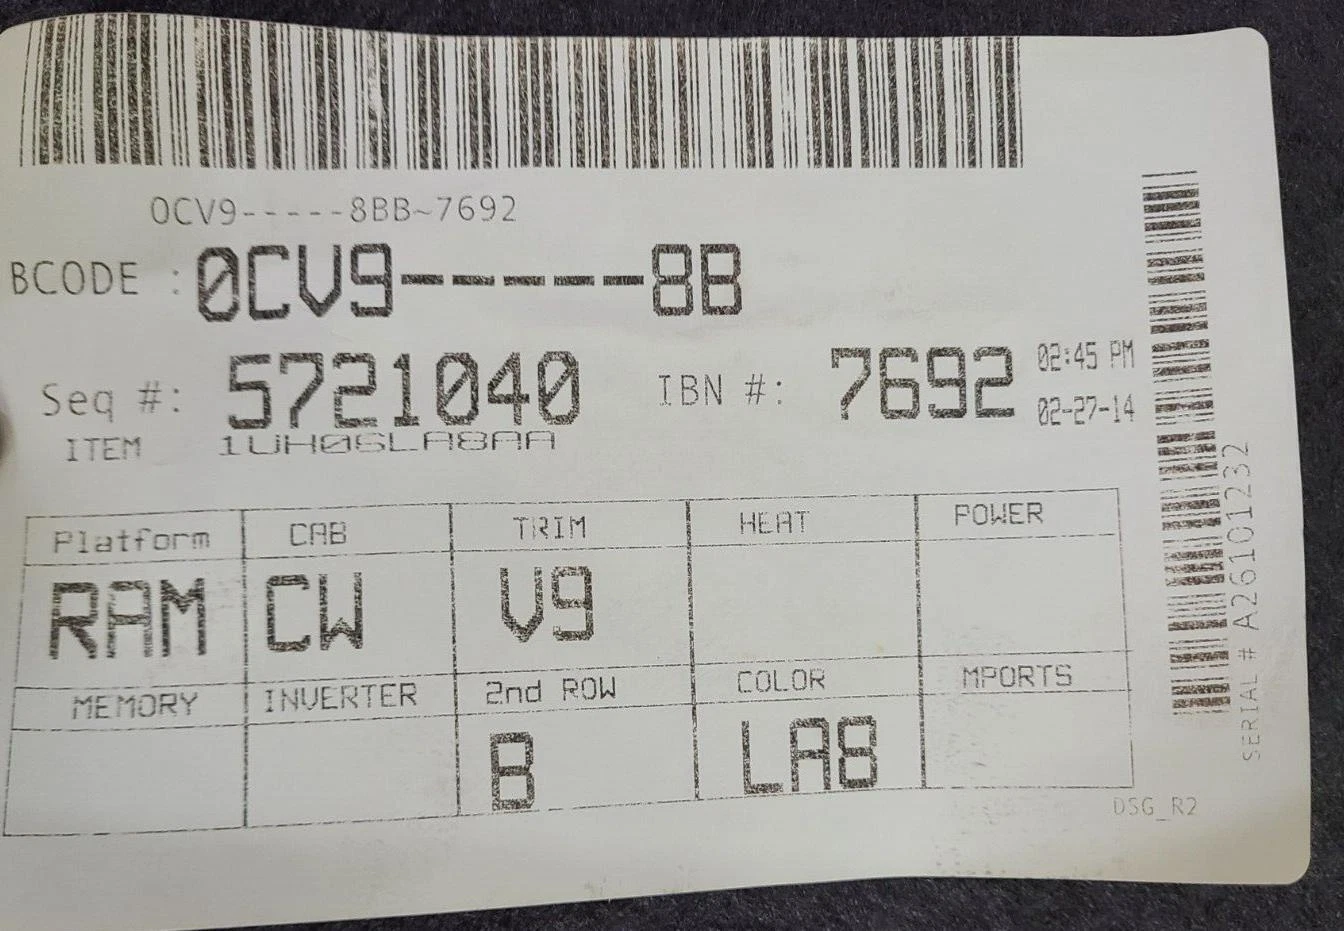 0CV9-----8BB~7692
BCODE : 0CV9-----8B
Seq #: 5721040 IBN #: 7692 02:45 PM
02-27-14
ITEM 1UH06LA8AA
Platform CAB TRIM HEAT POWER
RAM CW V9
MEMORY INVERTER 2nd ROW COLOR MPORTS
B LA8
DSG_R2
SERIAL # A26101232